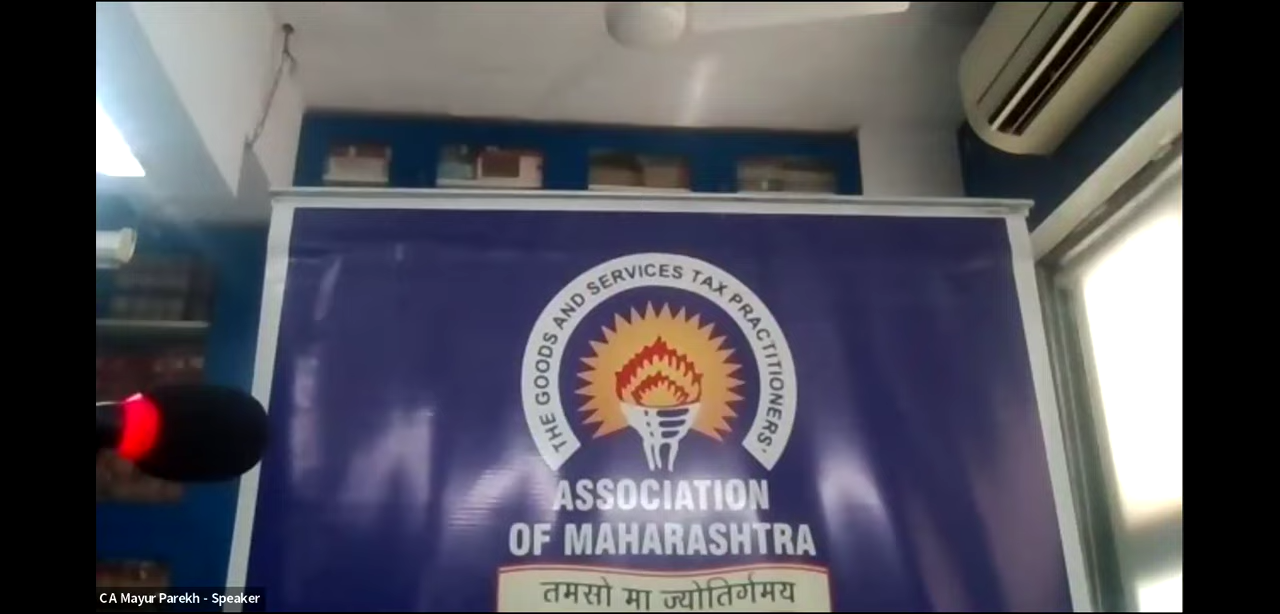 THE GOODS AND SERVICES TAX PRACTITIONERS'
ASSOCIATION
OF MAHARASHTRA
तमसो मा ज्योतिर्गमय
CA Mayur Parekh - Speaker